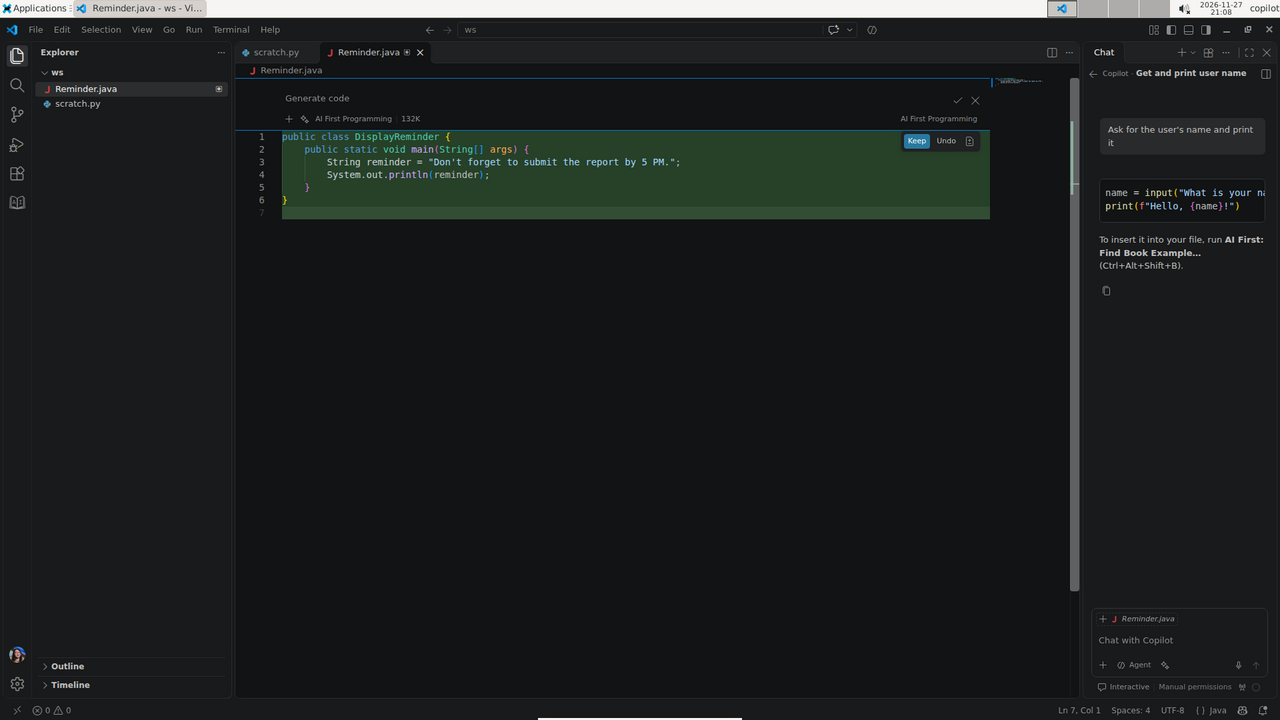 Applications
Reminder.java - ws - Vi...
2026-11-27
21:08
copilot
File Edit Selection View Go Run Terminal Help
ws
Explorer
ws
Reminder.java
scratch.py
Outline
Timeline
scratch.py
Reminder.java
Reminder.java
Generate code
AI First Programming 132K
AI First Programming
Keep Undo
1 public class DisplayReminder {
2 public static void main(String[] args) {
3 String reminder = "Don't forget to submit the report by 5 PM.";
4 System.out.println(reminder);
5 }
6 }
7
Chat
Copilot · Get and print user name
Ask for the user's name and print
it
name = input("What is your na
print(f"Hello, {name}!")
To insert it into your file, run AI First:
Find Book Example...
(Ctrl+Alt+Shift+B).
Reminder.java
Chat with Copilot
Agent
Interactive Manual permissions
0 0
Ln 7, Col 1 Spaces: 4 UTF-8 {} Java